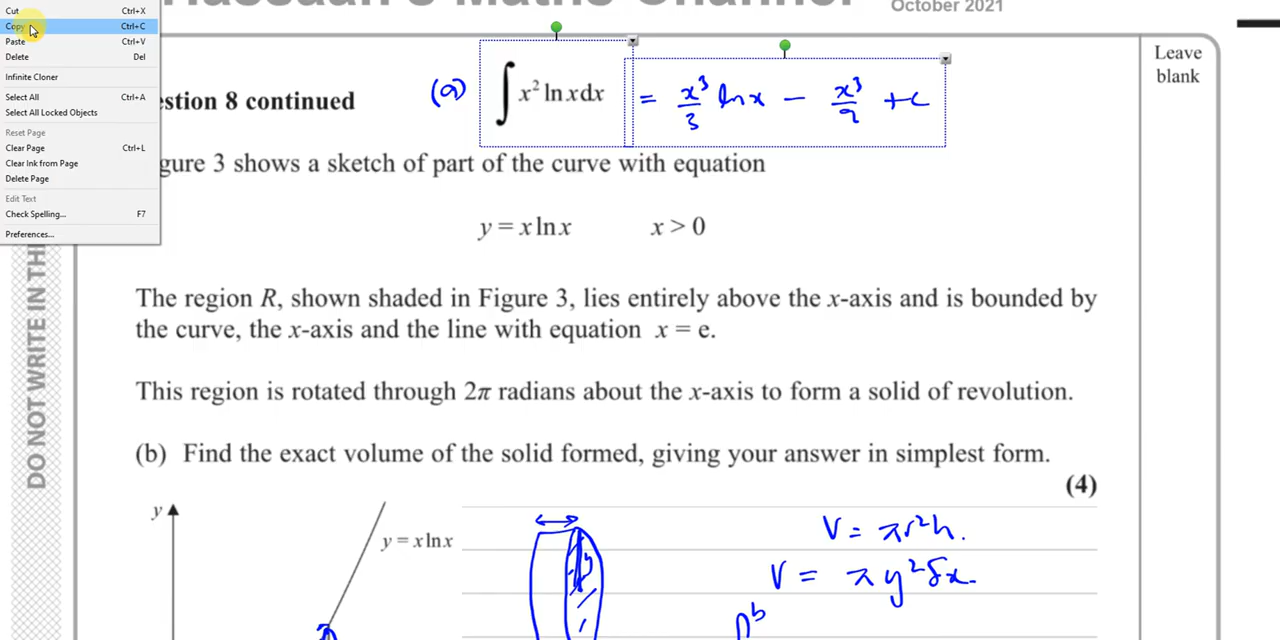 October 2021
Cut Ctrl+X
Copy Ctrl+C
Paste Ctrl+V
Delete Del
Infinite Cloner
Select All Ctrl+A
Select All Locked Objects
Reset Page
Clear Page Ctrl+L
Clear Ink from Page
Delete Page
Edit Text
Check Spelling... F7
Preferences...
Leave
blank
stion 8 continued
(a) ∫ x² ln x dx = x³/3 ln x − x³/9 + c
gure 3 shows a sketch of part of the curve with equation
y = x ln x x > 0
The region R, shown shaded in Figure 3, lies entirely above the x-axis and is bounded by
the curve, the x-axis and the line with equation x = e.
This region is rotated through 2π radians about the x-axis to form a solid of revolution.
(b) Find the exact volume of the solid formed, giving your answer in simplest form.
(4)
y
y = x ln x
y
V = πr²h.
V = πy²δx.
b
DO NOT WRITE IN THI